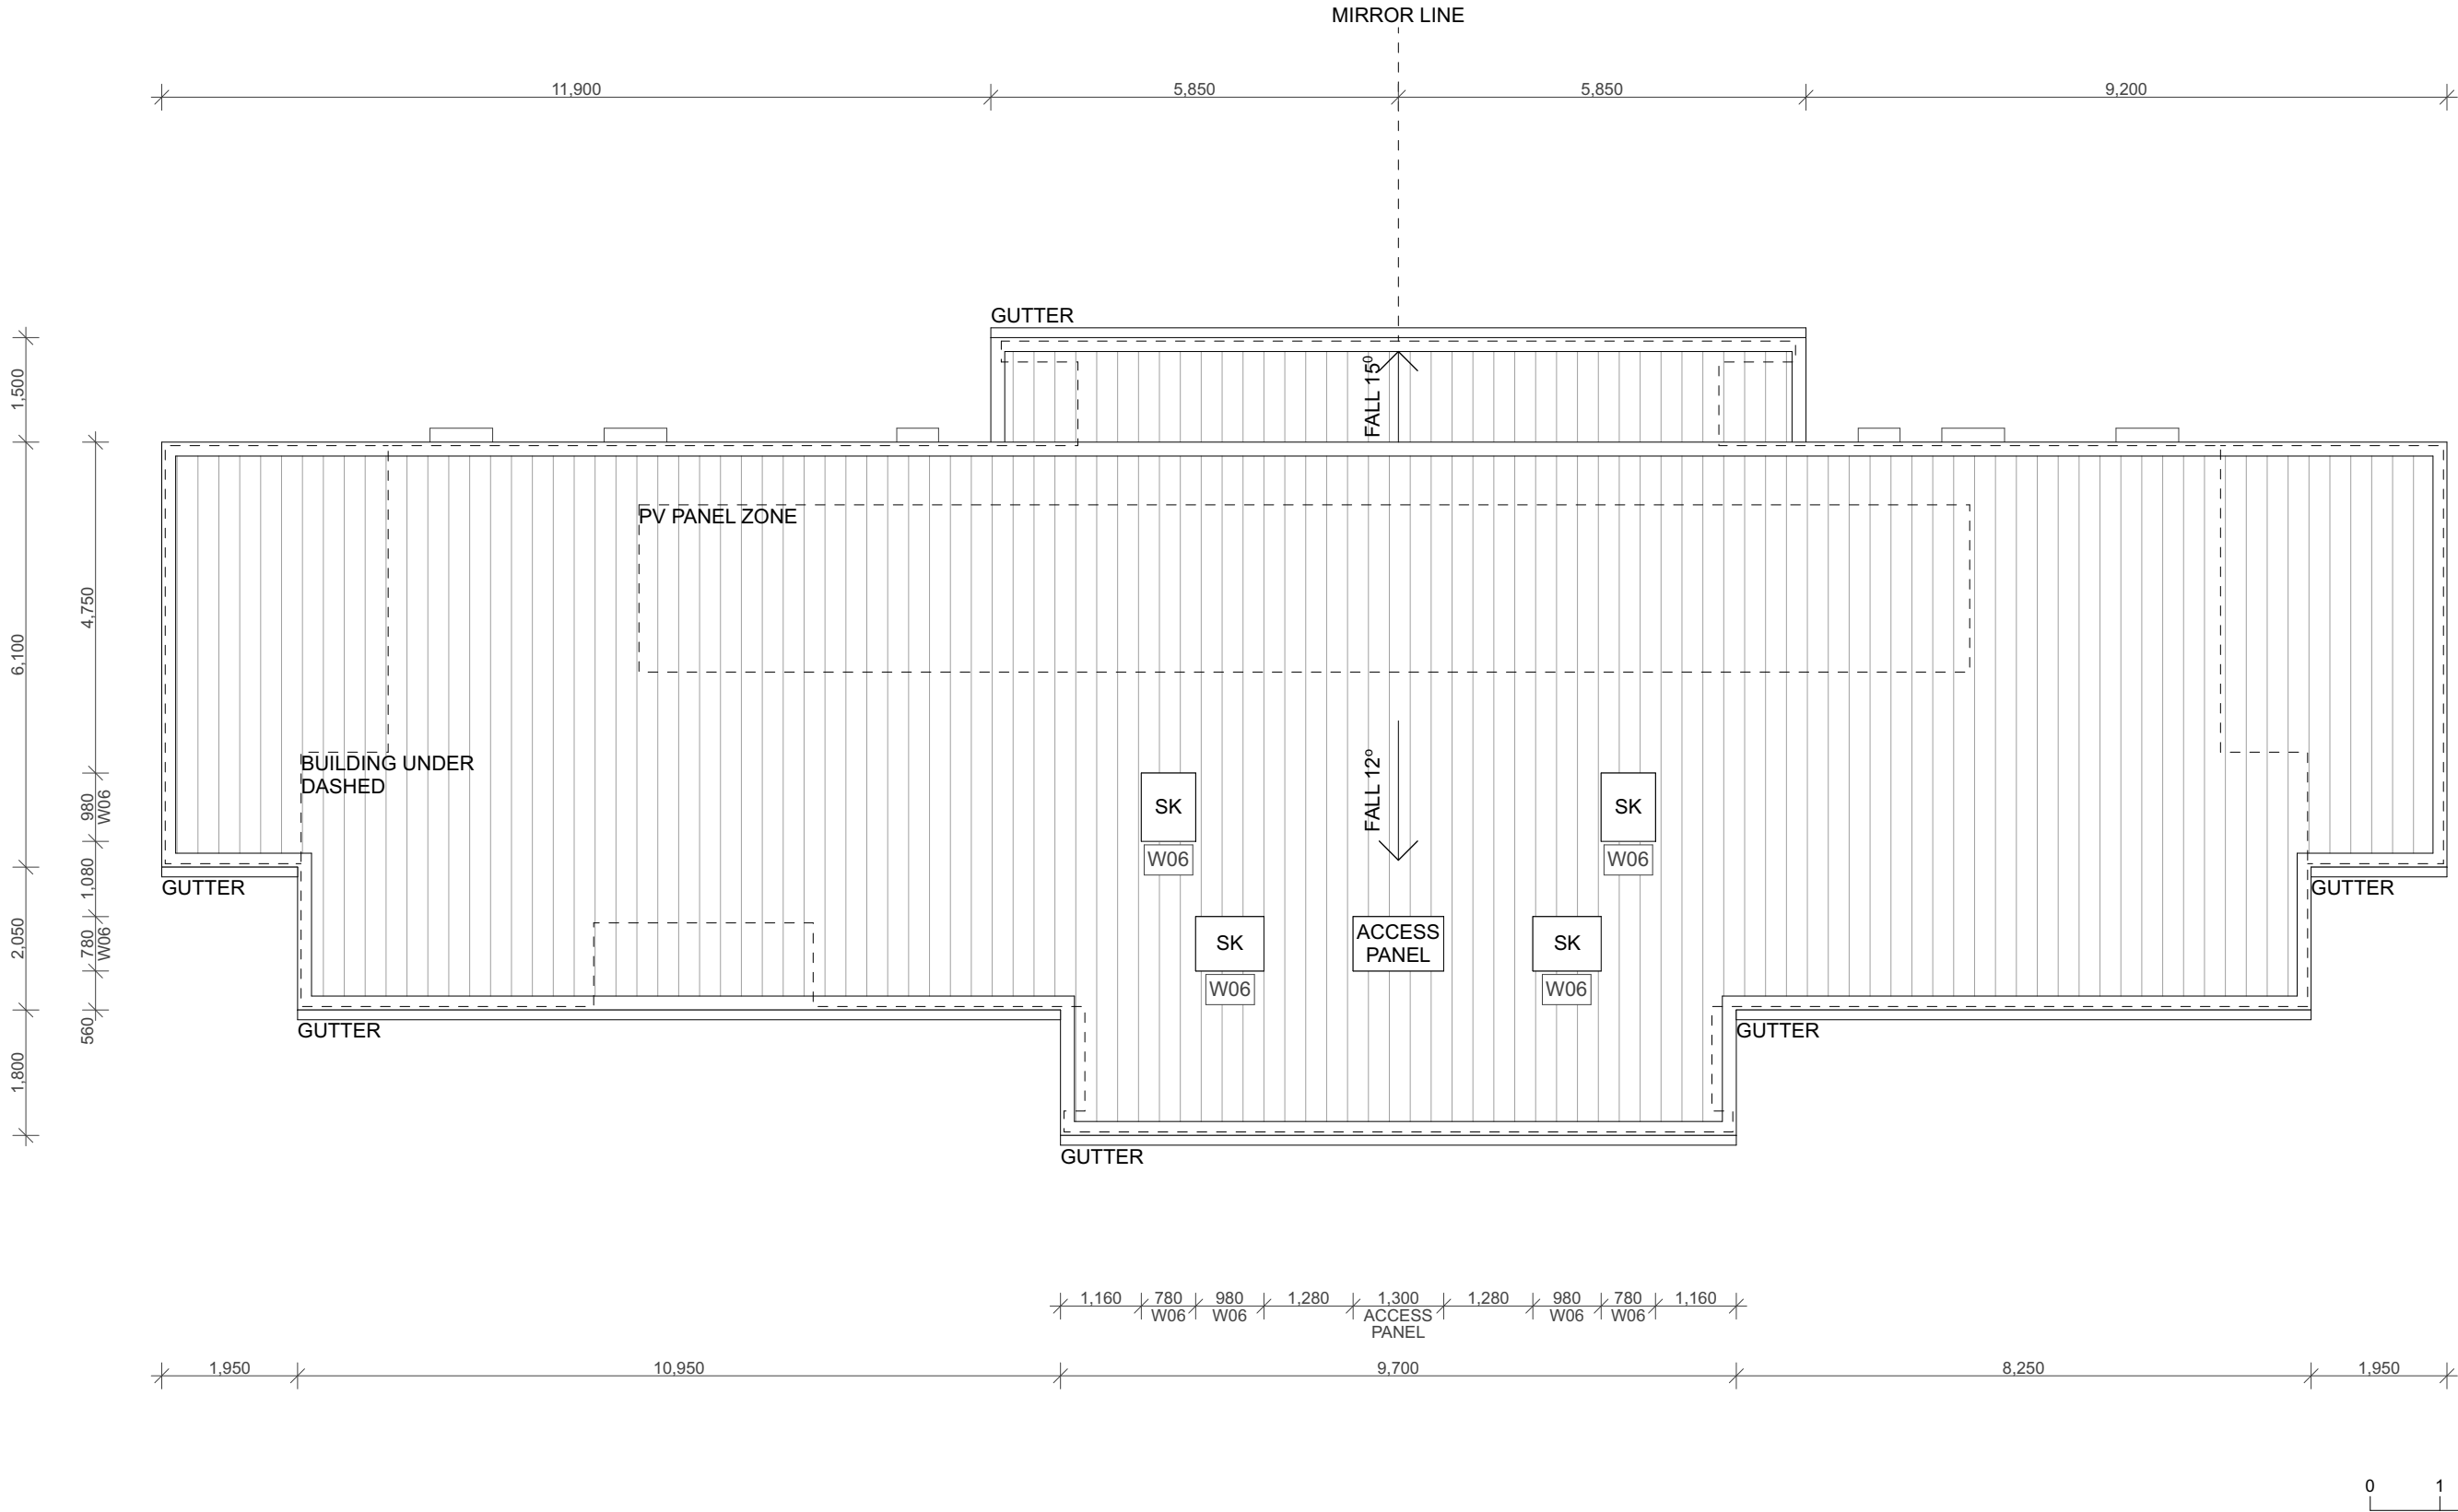 MIRROR LINE
11,900
5,850
5,850
9,200
GUTTER
1,500
FALL 15º
PV PANEL ZONE
4,750
6,100
BUILDING UNDER
DASHED
FALL 12º
980
W06
SK
SK
W06
W06
1,080
GUTTER
GUTTER
2,050
780
W06
SK
ACCESS
PANEL
SK
W06
W06
560
GUTTER
GUTTER
1,800
GUTTER
1,160
780
W06
980
W06
1,280
1,300
ACCESS
PANEL
1,280
980
W06
780
W06
1,160
1,950
10,950
9,700
8,250
1,950
0
1